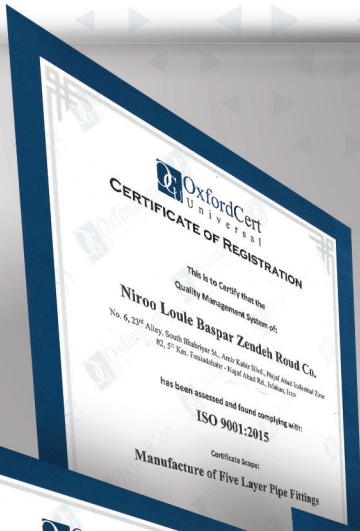 OxfordCert
Universal
CERTIFICATE OF REGISTRATION
This is to Certify that the
Quality Management System of:
Niroo Loule Baspar Zendeh Roud Co.
No. 6, 23rd Alley, South Shahriyar St., Amir Kabir Blvd., Najaf Abad Industrial Zone
#2, 5th Km. Fouladshahr - Najaf Abad Rd., Isfahan, Iran
has been assessed and found complying with:
ISO 9001:2015
Certificate Scope:
Manufacture of Five Layer Pipe Fittings